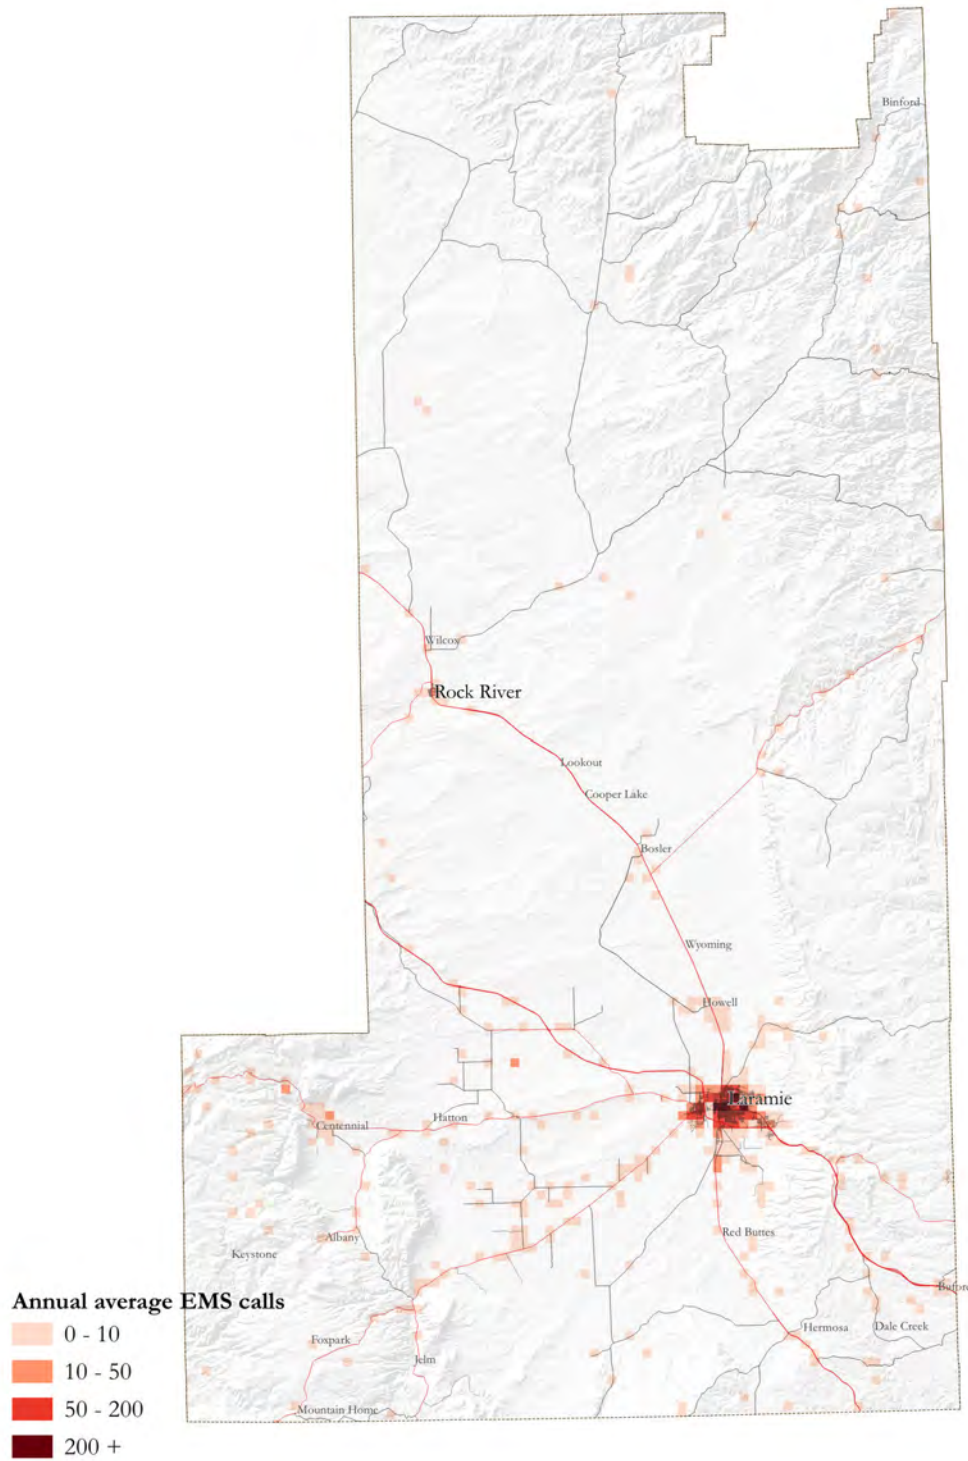 Binford
Wilcox
Rock River
Lookout
Cooper Lake
Bosler
Wyoming
Howell
Laramie
Hatton
Centennial
Red Buttes
Albany
Keystone
Buford
Annual average EMS calls
0 - 10
10 - 50
50 - 200
200 +
Hermosa
Dale Creek
Foxpark
Jelm
Mountain Home